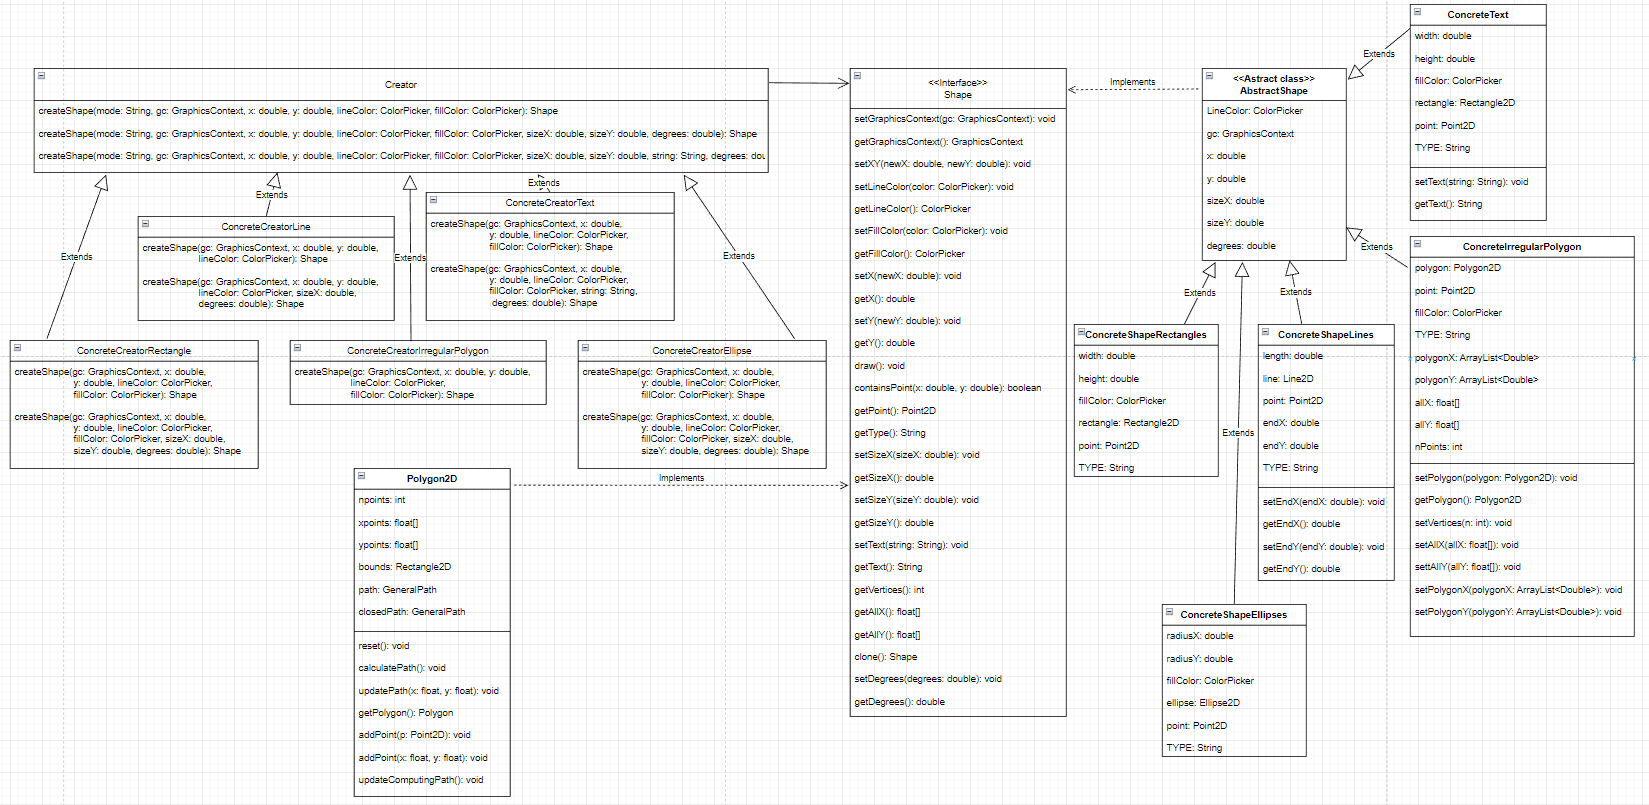 Creator
createShape(mode: String, gc: GraphicsContext, x: double, y: double, lineColor: ColorPicker, fillColor: ColorPicker): Shape
createShape(mode: String, gc: GraphicsContext, x: double, y: double, lineColor: ColorPicker, fillColor: ColorPicker, sizeX: double, sizeY: double, degrees: double): Shape
createShape(mode: String, gc: GraphicsContext, x: double, y: double, lineColor: ColorPicker, fillColor: ColorPicker, sizeX: double, sizeY: double, string: String, degrees: dou
Extends
Extends
Extends
Extends
Extends
ConcreteCreatorLine
createShape(gc: GraphicsContext, x: double, y: double,
lineColor: ColorPicker): Shape
createShape(gc: GraphicsContext, x: double, y: double,
lineColor: ColorPicker, sizeX: double,
degrees: double): Shape
ConcreteCreatorText
createShape(gc: GraphicsContext, x: double,
y: double, lineColor: ColorPicker,
fillColor: ColorPicker): Shape
createShape(gc: GraphicsContext, x: double,
y: double, lineColor: ColorPicker,
fillColor: ColorPicker, string: String,
degrees: double): Shape
ConcreteCreatorRectangle
createShape(gc: GraphicsContext, x: double,
y: double, lineColor: ColorPicker,
fillColor: ColorPicker): Shape
createShape(gc: GraphicsContext, x: double,
y: double, lineColor: ColorPicker,
fillColor: ColorPicker, sizeX: double,
sizeY: double, degrees: double): Shape
ConcreteCreatorIrregularPolygon
createShape(gc: GraphicsContext, x: double, y: double,
lineColor: ColorPicker,
fillColor: ColorPicker): Shape
ConcreteCreatorEllipse
createShape(gc: GraphicsContext, x: double,
y: double, lineColor: ColorPicker,
fillColor: ColorPicker): Shape
createShape(gc: GraphicsContext, x: double,
y: double, lineColor: ColorPicker,
fillColor: ColorPicker, sizeX: double,
sizeY: double, degrees: double): Shape
Polygon2D
npoints: int
xpoints: float[]
ypoints: float[]
bounds: Rectangle2D
path: GeneralPath
closedPath: GeneralPath
reset(): void
calculatePath(): void
updatePath(x: float, y: float): void
getPolygon(): Polygon
addPoint(p: Point2D): void
addPoint(x: float, y: float): void
updateComputingPath(): void
Implements
<<Interface>>
Shape
setGraphicsContext(gc: GraphicsContext): void
getGraphicsContext(): GraphicsContext
setXY(newX: double, newY: double): void
setLineColor(color: ColorPicker): void
getLineColor(): ColorPicker
setFillColor(color: ColorPicker): void
getFillColor(): ColorPicker
setX(newX: double): void
getX(): double
setY(newY: double): void
getY(): double
draw(): void
containsPoint(x: double, y: double): boolean
getPoint(): Point2D
getType(): String
setSizeX(sizeX: double): void
getSizeX(): double
setSizeY(sizeY: double): void
getSizeY(): double
setText(string: String): void
getText(): String
getVertices(): int
getAllX(): float[]
getAllY(): float[]
clone(): Shape
setDegrees(degrees: double): void
getDegrees(): double
Implements
<<Astract class>>
AbstractShape
LineColor: ColorPicker
gc: GraphicsContext
x: double
y: double
sizeX: double
sizeY: double
degrees: double
Extends
Extends
Extends
Extends
Extends
ConcreteText
width: double
height: double
fillColor: ColorPicker
rectangle: Rectangle2D
point: Point2D
TYPE: String
setText(string: String): void
getText(): String
ConcreteIrregularPolygon
polygon: Polygon2D
point: Point2D
fillColor: ColorPicker
TYPE: String
polygonX: ArrayList<Double>
polygonY: ArrayList<Double>
allX: float[]
allY: float[]
nPoints: int
setPolygon(polygon: Polygon2D): void
getPolygon(): Polygon2D
setVertices(n: int): void
setAllX(allX: float[]): void
settAllY(allY: float[]): void
setPolygonX(polygonX: ArrayList<Double>): void
setPolygonY(polygonY: ArrayList<Double>): void
ConcreteShapeRectangles
width: double
height: double
fillColor: ColorPicker
rectangle: Rectangle2D
point: Point2D
TYPE: String
ConcreteShapeLines
length: double
line: Line2D
point: Point2D
endX: double
endY: double
TYPE: String
setEndX(endX: double): void
getEndX(): double
setEndY(endY: double): void
getEndY(): double
ConcreteShapeEllipses
radiusX: double
radiusY: double
fillColor: ColorPicker
ellipse: Ellipse2D
point: Point2D
TYPE: String